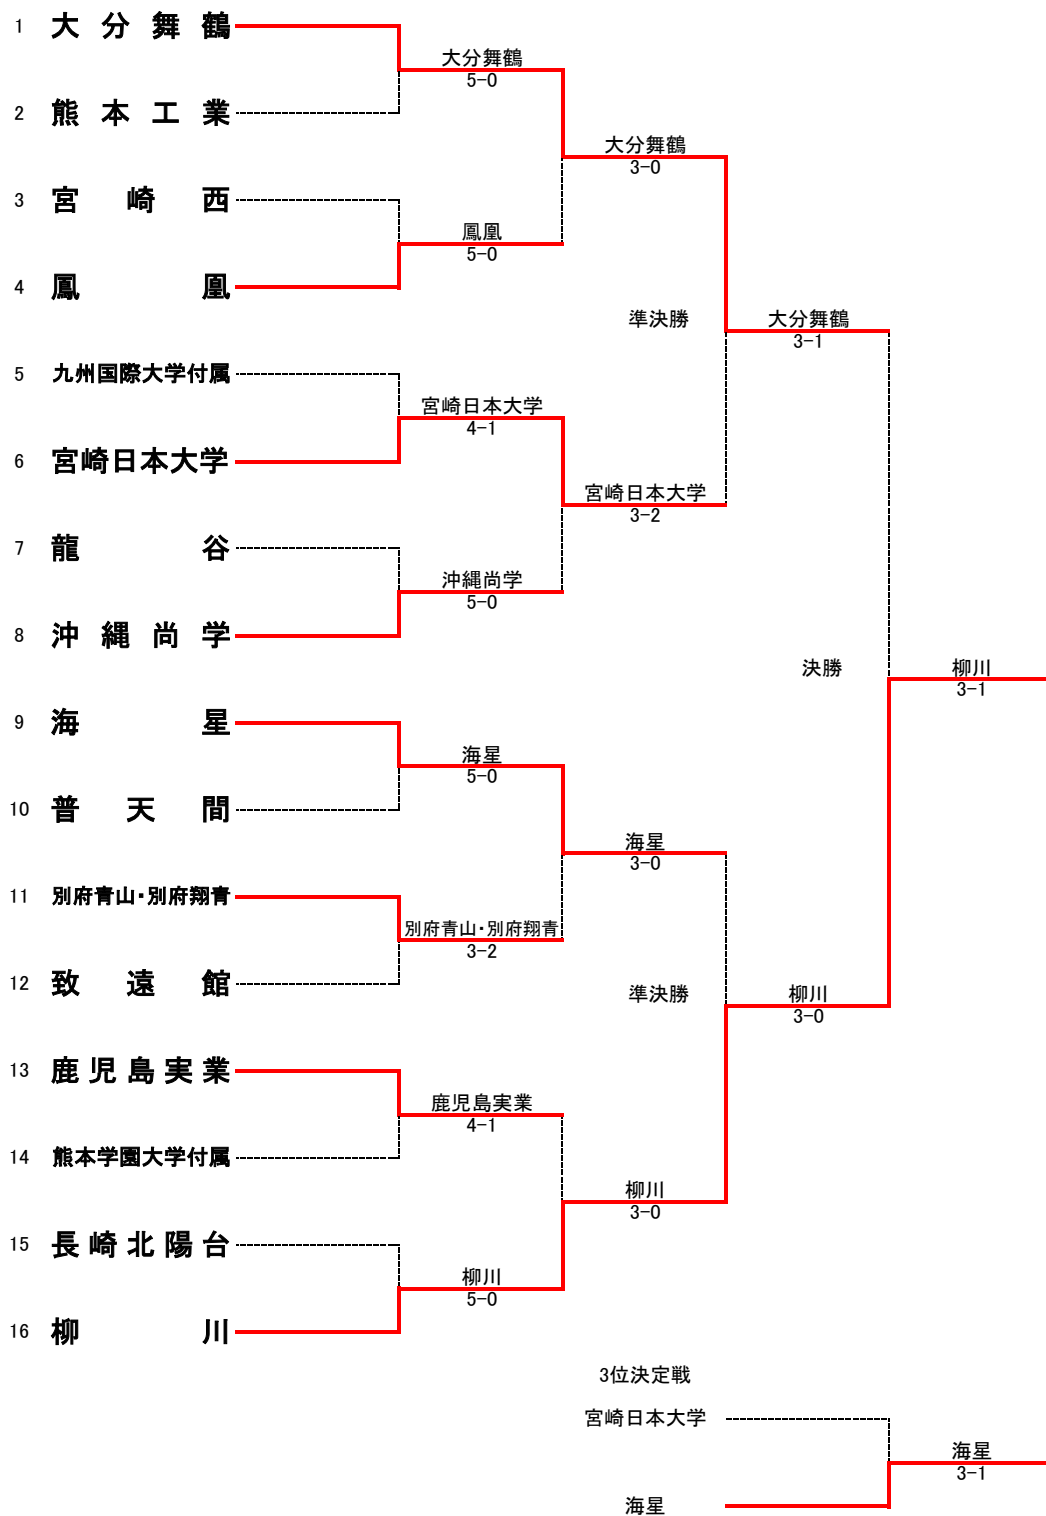 1 大分舞鶴
大分舞鶴
5-0
2 熊本工業
大分舞鶴
3-0
3 宮崎西
鳳凰
5-0
4 鳳凰
準決勝
大分舞鶴
3-1
5 九州国際大学付属
宮崎日本大学
4-1
6 宮崎日本大学
宮崎日本大学
3-2
7 龍谷
沖縄尚学
5-0
8 沖縄尚学
決勝
柳川
3-1
9 海星
海星
5-0
10 普天間
海星
3-0
11 別府青山・別府翔青
別府青山・別府翔青
3-2
12 致遠館
準決勝
柳川
3-0
13 鹿児島実業
鹿児島実業
4-1
14 熊本学園大学付属
柳川
3-0
15 長崎北陽台
柳川
5-0
16 柳川
3位決定戦
宮崎日本大学
海星
3-1
海星